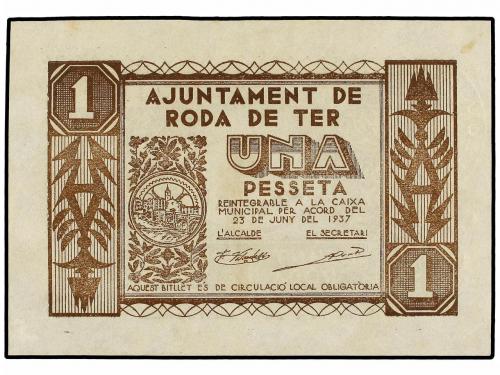 1
AJUNTAMENT DE
RODA DE TER
UNA
PESSETA
REINTEGRABLE A LA CAIXA
MUNICIPAL PER ACORD DEL
23 DE JUNY DEL 1937
L'ALCALDE EL SECRETARI
AQUEST BITLLET ES DE CIRCULACIÓ LOCAL OBLIGATÒRIA
1